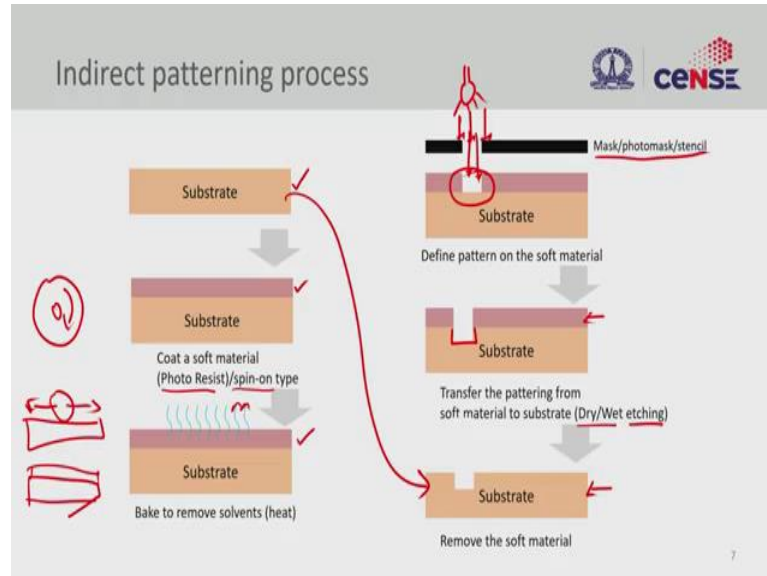 Indirect patterning process
CeNSE
Substrate
Substrate
Coat a soft material
(Photo Resist)/spin-on type
Substrate
Bake to remove solvents (heat)
Mask/photomask/stencil
Substrate
Define pattern on the soft material
Substrate
Transfer the pattering from
soft material to substrate (Dry/Wet etching)
Substrate
Remove the soft material
7